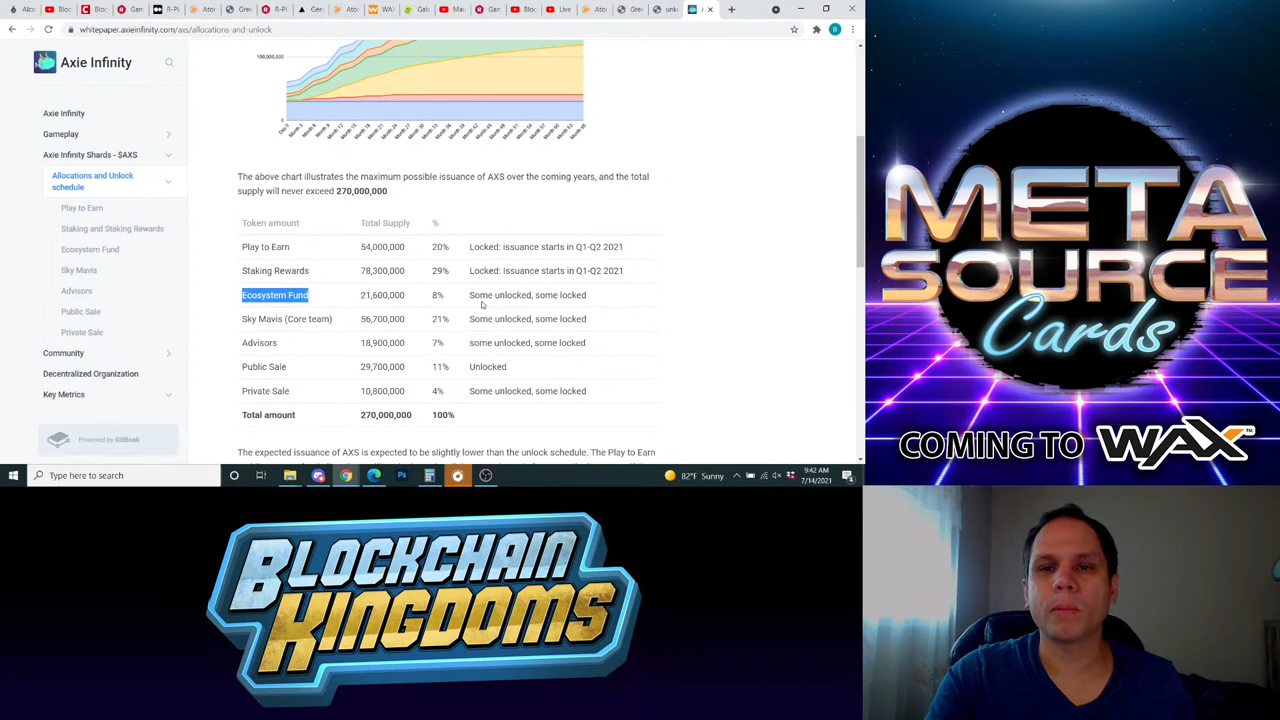 whitepaper.axieinfinity.com/axs/allocations-and-unlock
Axie Infinity
Axie Infinity
Gameplay
Axie Infinity Shards - $AXS
Allocations and Unlock
schedule
Play to Earn
Staking and Staking Rewards
Ecosystem Fund
Sky Mavis
Advisors
Public Sale
Private Sale
Community
Decentralized Organization
Key Metrics
Powered by GitBook
100,000,000
0
The above chart illustrates the maximum possible issuance of AXS over the coming years, and the total
supply will never exceed 270,000,000
Token amount Total Supply %
Play to Earn 54,000,000 20% Locked: issuance starts in Q1-Q2 2021
Staking Rewards 78,300,000 29% Locked: Issuance starts in Q1-Q2 2021
Ecosystem Fund 21,600,000 8% Some unlocked, some locked
Sky Mavis (Core team) 56,700,000 21% Some unlocked, some locked
Advisors 18,900,000 7% some unlocked, some locked
Public Sale 29,700,000 11% Unlocked
Private Sale 10,800,000 4% Some unlocked, some locked
Total amount 270,000,000 100%
The expected issuance of AXS is expected to be slightly lower than the unlock schedule. The Play to Earn
Type here to search
82°F Sunny
9:42 AM
7/14/2021
META
SOURCE
Cards
COMING TO WAX™
BLOCKCHAIN
KINGDOMS